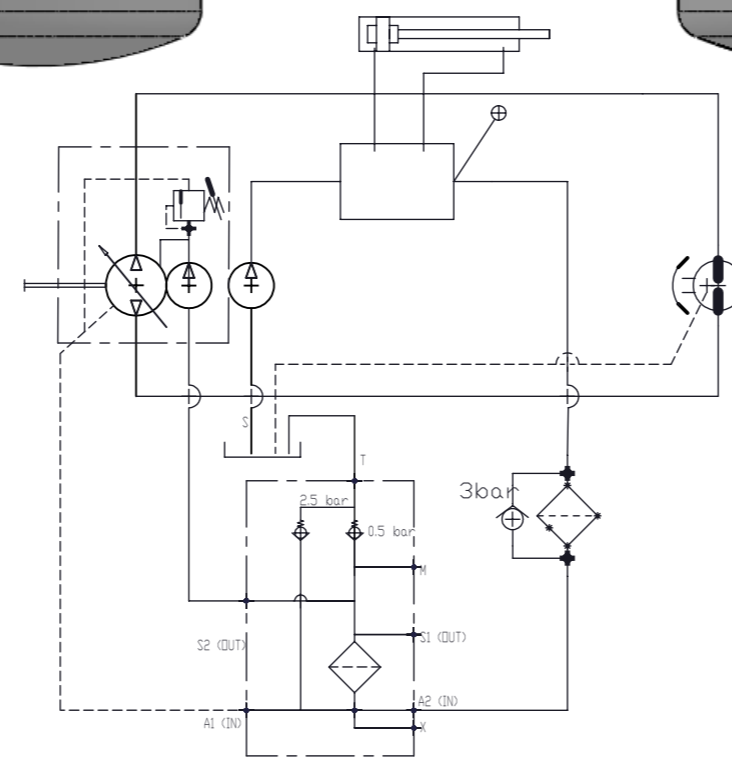 S
T
2.5 bar
3bar
0.5 bar
M
S2 (OUT)
S1 (OUT)
A2 (IN)
A1 (IN)
X